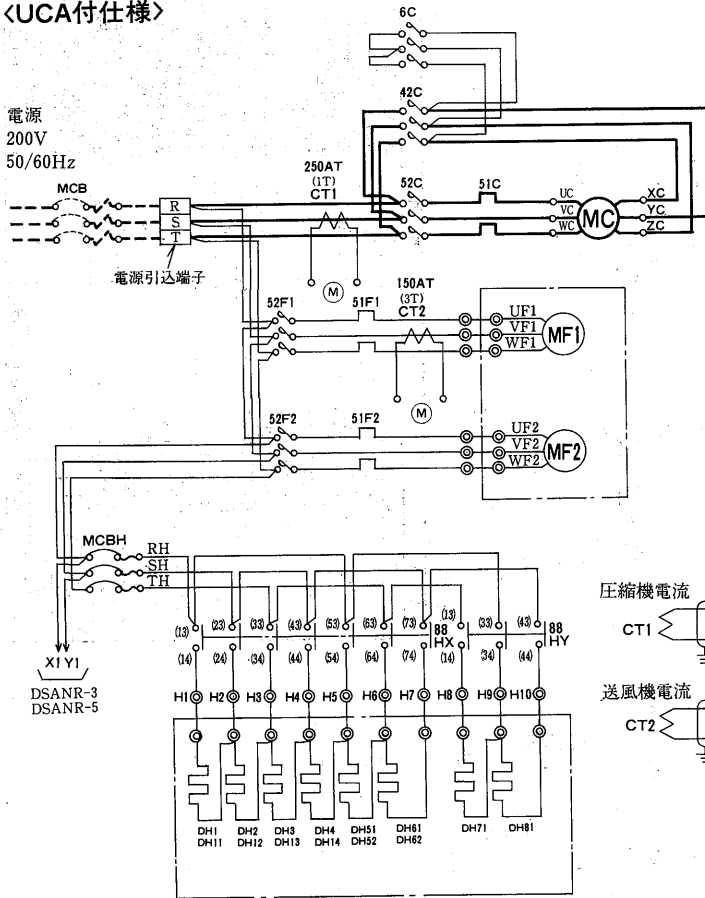 〈UCA付仕様〉
6C
42C
電源
200V
50/60Hz
MCB
R
S
T
電源引込端子
250AT
(1T)
CT1
M
52C
51C
UC
VC
WC
MC
XC
YC
ZC
150AT
(3T)
CT2
M
52F1
51F1
UF1
VF1
WF1
MF1
52F2
51F2
UF2
VF2
WF2
MF2
MCBH
RH
SH
TH
X1 Y1
DSANR-3
DSANR-5
(13) (23) (33) (43) (53) (63) (73) (13) (33) (43)
88 HX
88 HY
(14) (24) (34) (44) (54) (64) (74) (14) (34) (44)
H1 H2 H3 H4 H5 H6 H7 H8 H9 H10
DH1 DH2 DH3 DH4 DH51 DH61 DH71 DH81
DH11 DH12 DH13 DH14 DH52 DH62
圧縮機電流
CT1
送風機電流
CT2